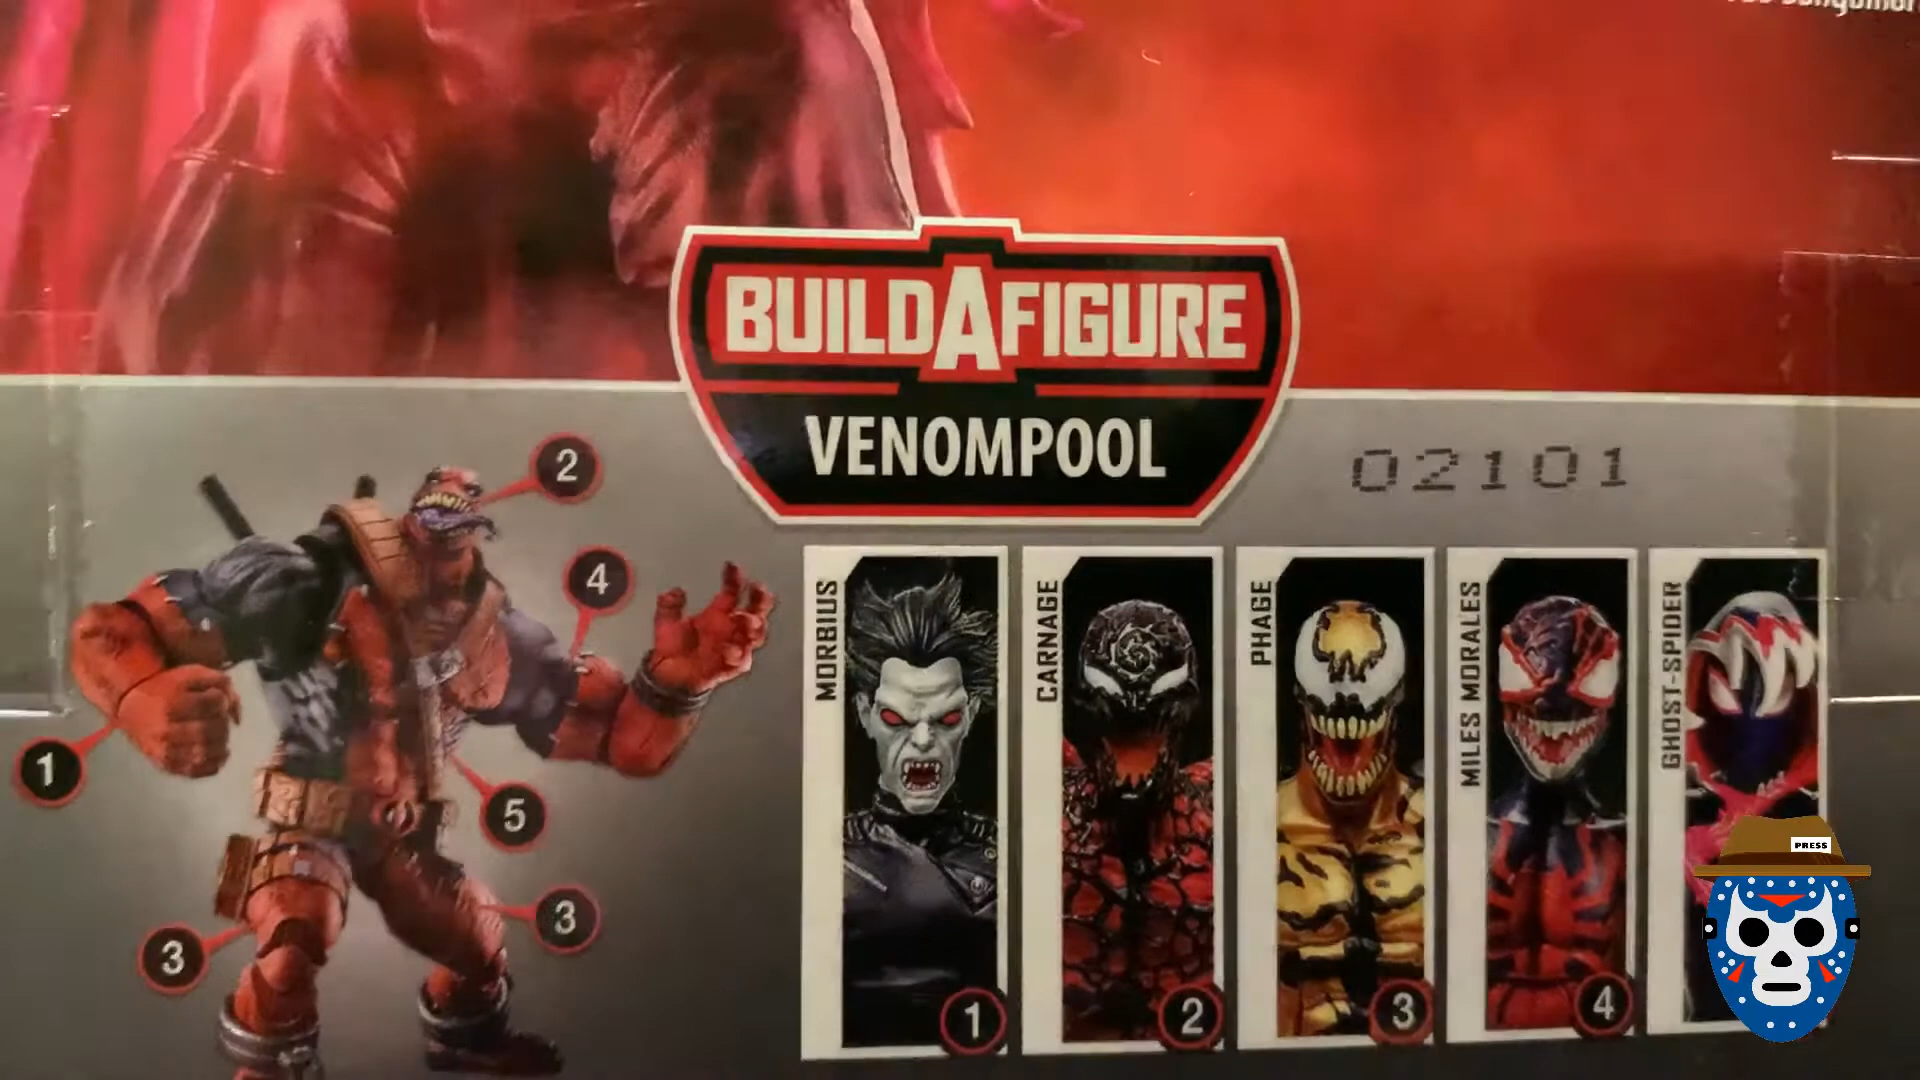 BUILDAFIGURE
VENOMPOOL
02101
2
4
1
5
3
3
MORBIUS
1
CARNAGE
2
PHAGE
3
MILES MORALES
4
GHOST-SPIDER
PRESS